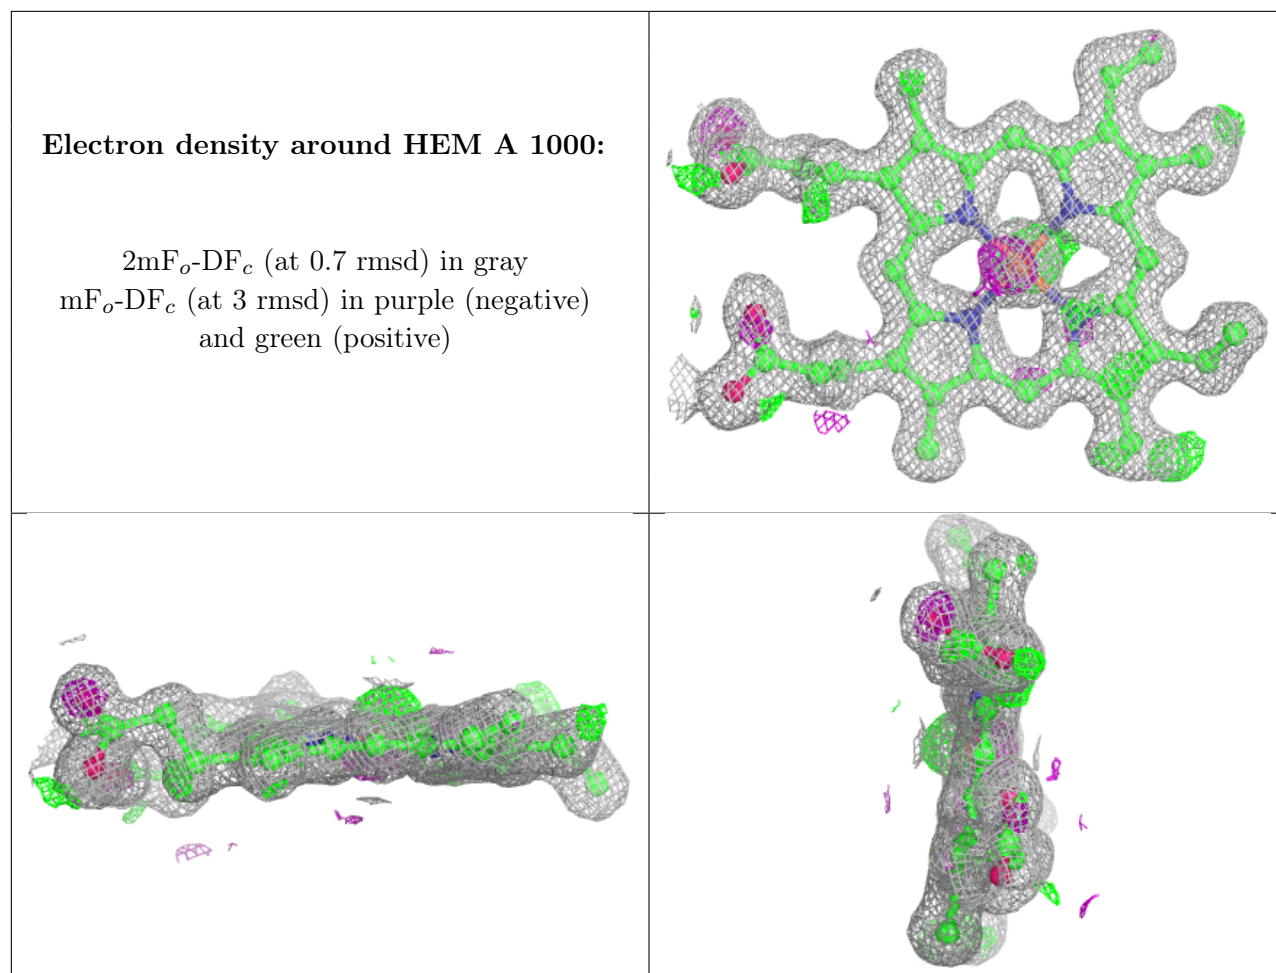 Electron density around HEM A 1000:
2mFo-DFc (at 0.7 rmsd) in gray
mFo-DFc (at 3 rmsd) in purple (negative)
and green (positive)